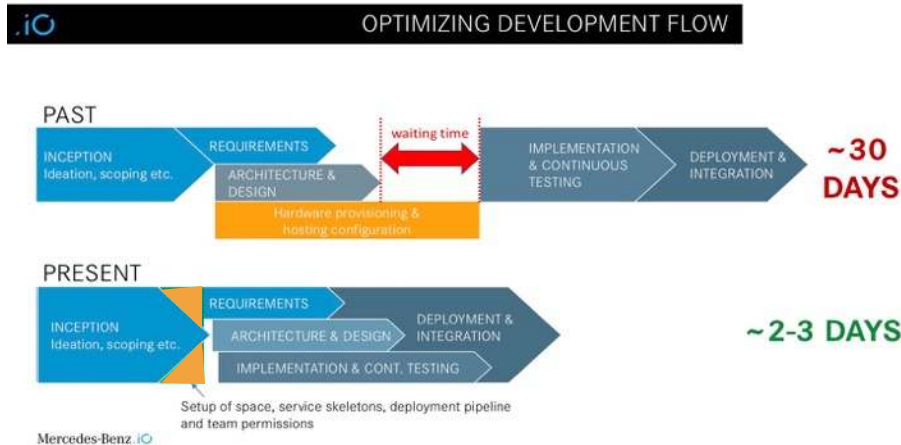 .iO
OPTIMIZING DEVELOPMENT FLOW
PAST
INCEPTION
Ideation, scoping etc.
REQUIREMENTS
ARCHITECTURE &
DESIGN
waiting time
Hardware provisioning &
hosting configuration
IMPLEMENTATION
& CONTINUOUS
TESTING
DEPLOYMENT &
INTEGRATION
~30
DAYS
PRESENT
INCEPTION
Ideation, scoping etc.
REQUIREMENTS
ARCHITECTURE & DESIGN
IMPLEMENTATION & CONT. TESTING
DEPLOYMENT &
INTEGRATION
~2-3 DAYS
Setup of space, service skeletons, deployment pipeline
and team permissions
Mercedes-Benz.iO